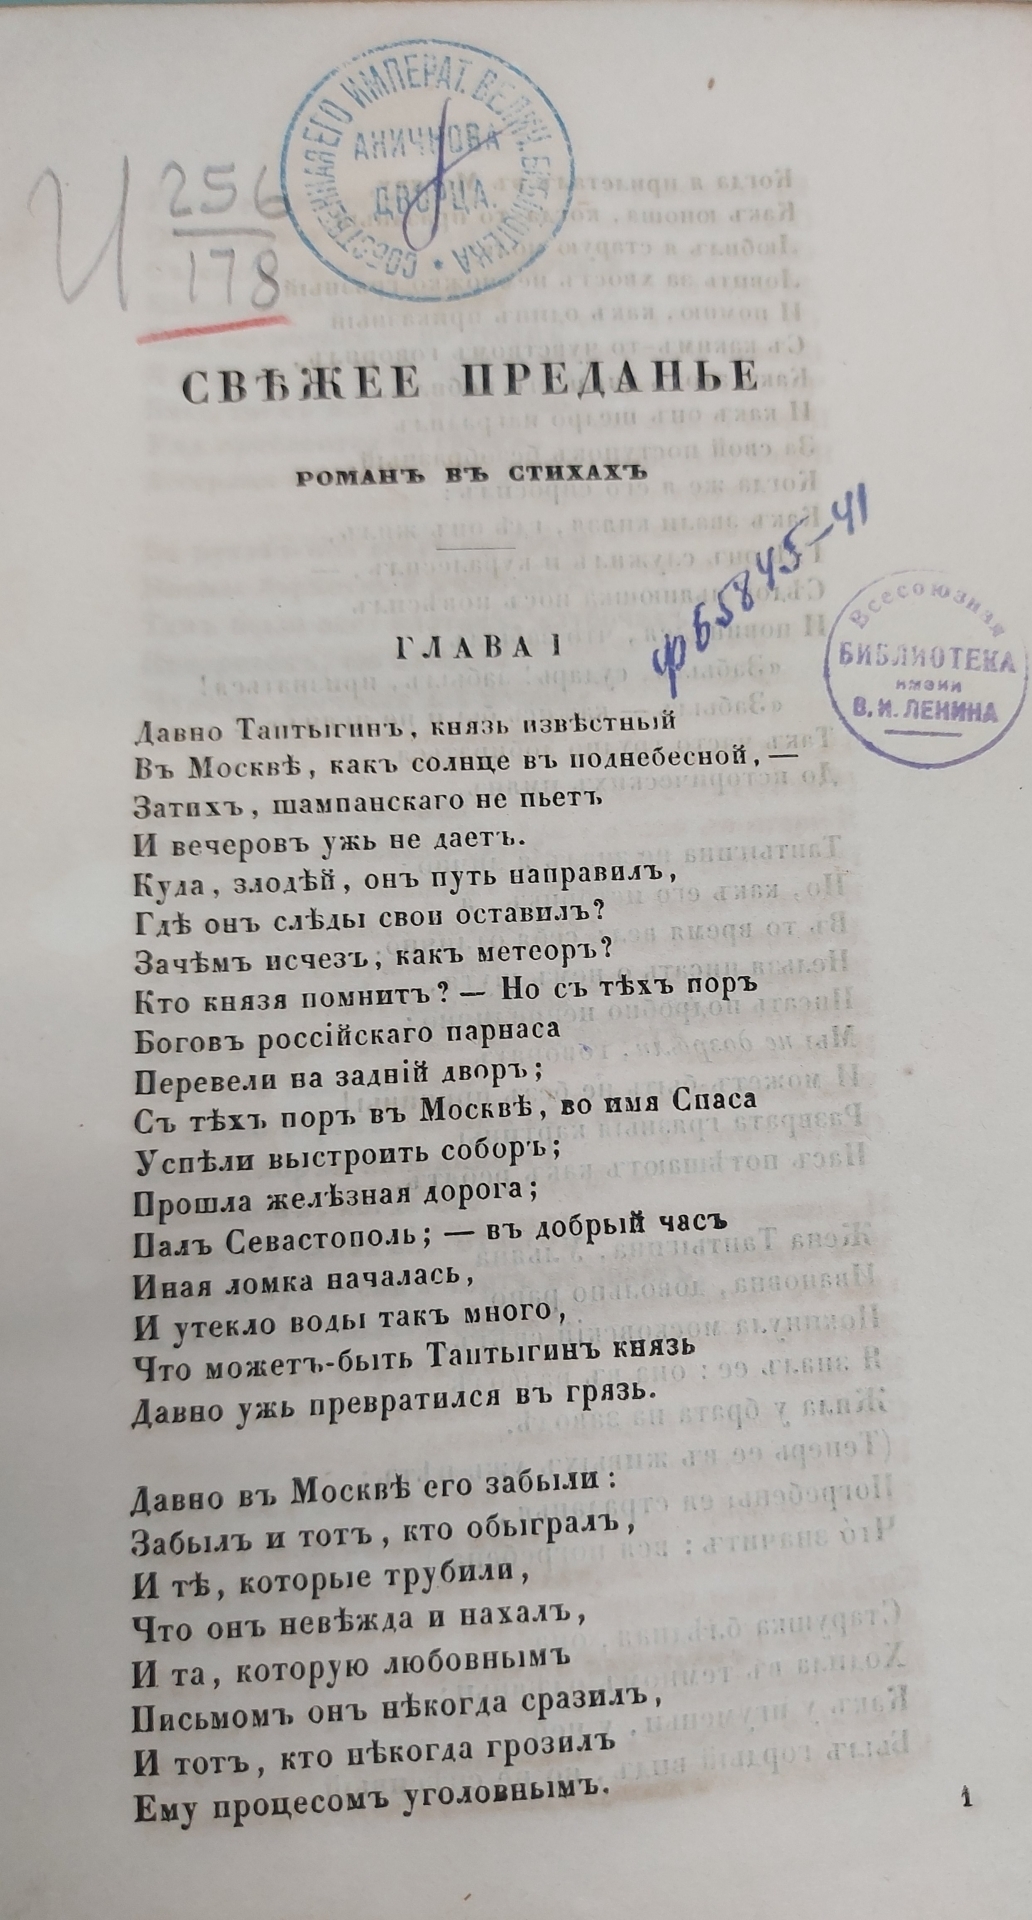 СОБСТВЕННАЯ ЕГО ИМПЕРАТ. ВЕЛИЧ. БИБЛIОТЕКА
АНИЧКОВА
ДВОРЦА.
И 256
178
СВѢЖЕЕ ПРЕДАНЬЕ
РОМАНЪ ВЪ СТИХАХЪ
ф 65845-41
Всесоюзная
БИБЛИОТЕКА
имени
В. И. ЛЕНИНА
ГЛАВА I
Давно Таптыгинъ, князь извѣстный
Въ Москвѣ, какъ солнце въ поднебесной, —
Затихъ, шампанскаго не пьетъ
И вечеровъ ужь не даетъ.
Куда, злодѣй, онъ путь направилъ,
Гдѣ онъ слѣды свои оставилъ?
Зачѣмъ исчезъ, какъ метеоръ?
Кто князя помнитъ? — Но съ тѣхъ поръ
Боговъ россійскаго парнаса
Перевели на задній дворъ;
Съ тѣхъ поръ въ Москвѣ, во имя Спаса
Успѣли выстроить соборъ;
Прошла желѣзная дорога;
Палъ Севастополь; — въ добрый часъ
Иная ломка началась,
И утекло воды такъ много,
Что можетъ-быть Таптыгинъ князь
Давно ужь превратился въ грязь.
Давно въ Москвѣ его забыли:
Забылъ и тотъ, кто обыгралъ,
И тѣ, которые трубили,
Что онъ невѣжда и нахалъ,
И та, которую любовнымъ
Письмомъ онъ нѣкогда сразилъ,
И тотъ, кто нѣкогда грозилъ
Ему процесомъ уголовнымъ.
1